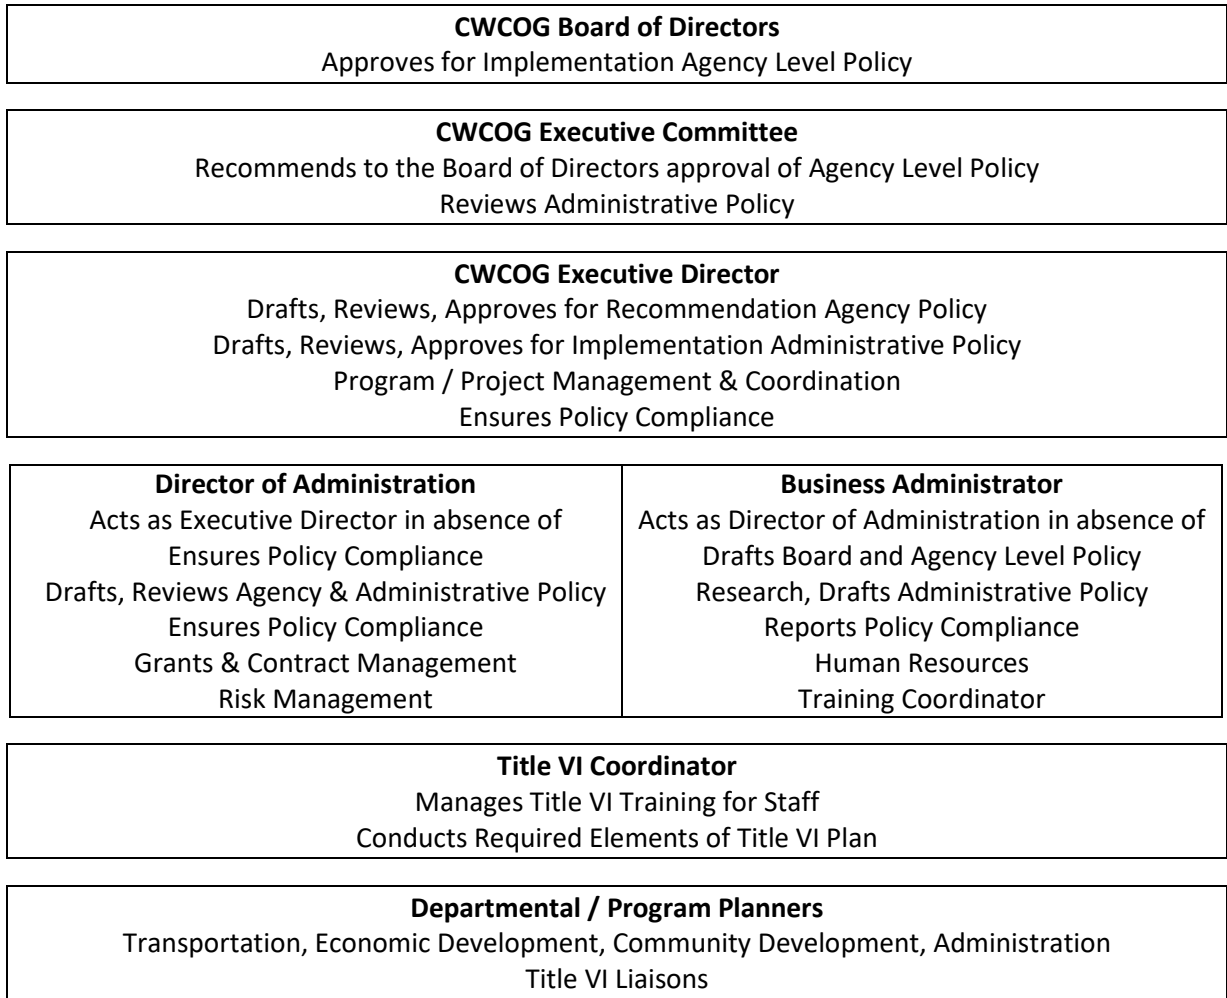 CWCOG Board of Directors
Approves for Implementation Agency Level Policy
CWCOG Executive Committee
Recommends to the Board of Directors approval of Agency Level Policy
Reviews Administrative Policy
CWCOG Executive Director
Drafts, Reviews, Approves for Recommendation Agency Policy
Drafts, Reviews, Approves for Implementation Administrative Policy
Program / Project Management & Coordination
Ensures Policy Compliance
Director of Administration
Acts as Executive Director in absence of
Ensures Policy Compliance
Drafts, Reviews Agency & Administrative Policy
Ensures Policy Compliance
Grants & Contract Management
Risk Management
Business Administrator
Acts as Director of Administration in absence of
Drafts Board and Agency Level Policy
Research, Drafts Administrative Policy
Reports Policy Compliance
Human Resources
Training Coordinator
Title VI Coordinator
Manages Title VI Training for Staff
Conducts Required Elements of Title VI Plan
Departmental / Program Planners
Transportation, Economic Development, Community Development, Administration
Title VI Liaisons